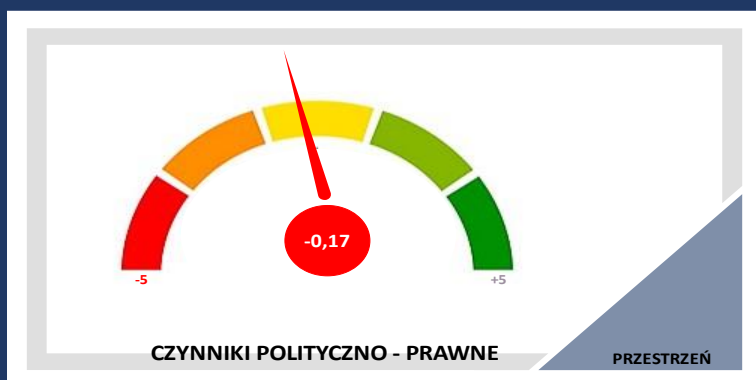 -0,17
-5
+5
CZYNNIKI POLITYCZNO - PRAWNE
PRZESTRZEŃ